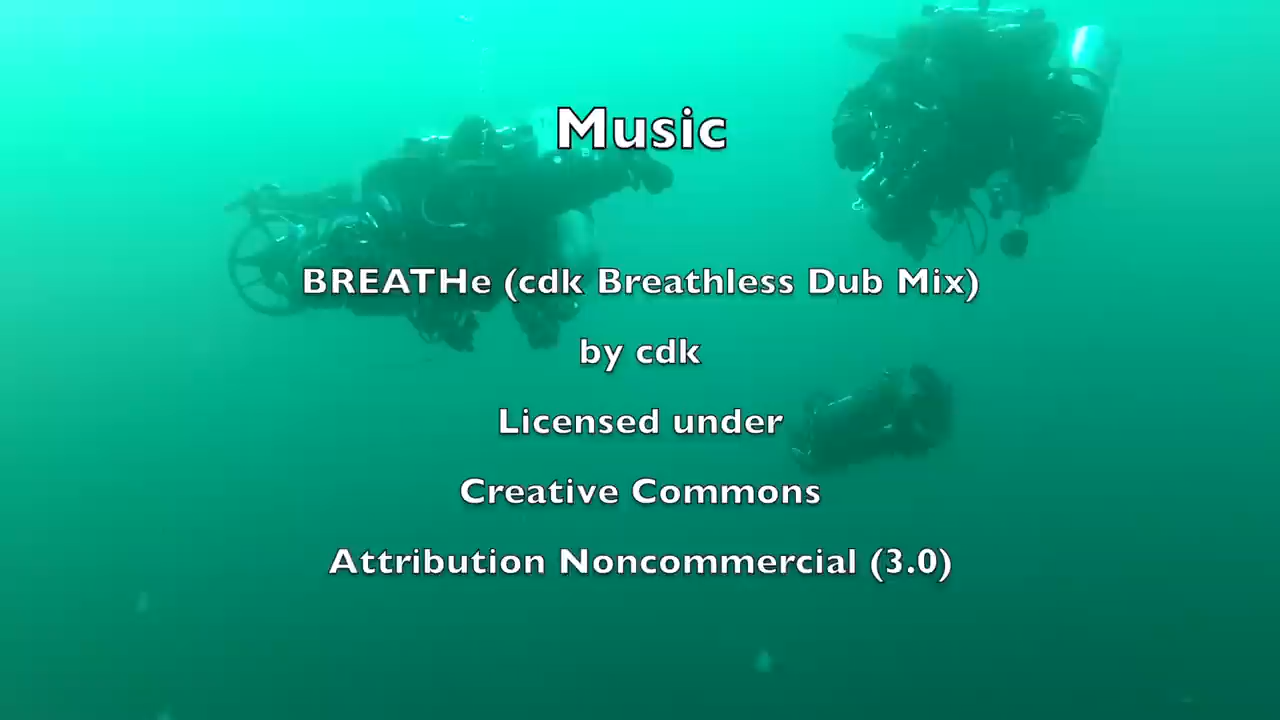 Music
BREATHe (cdk Breathless Dub Mix)
by cdk
Licensed under
Creative Commons
Attribution Noncommercial (3.0)